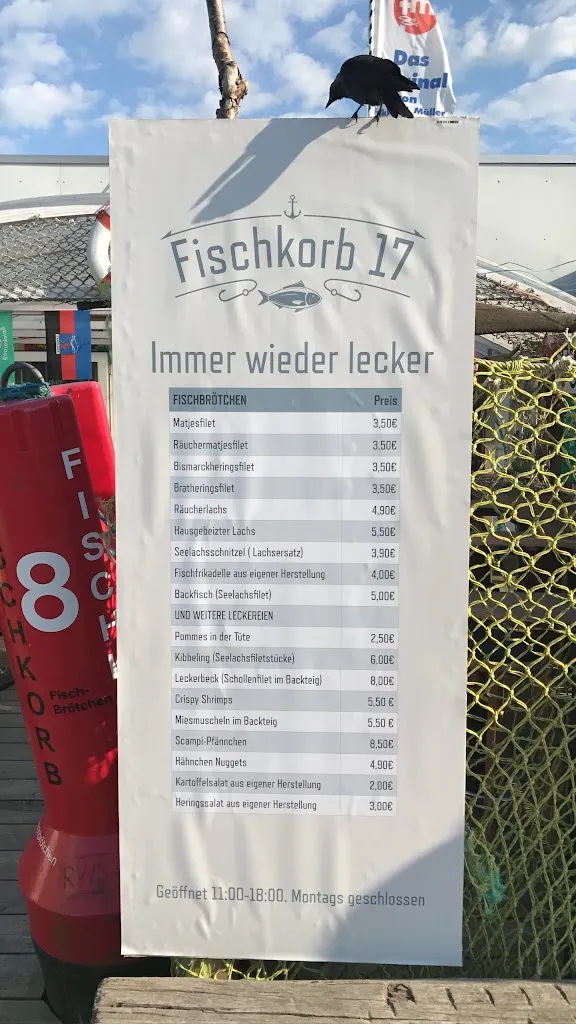 Das
von
Müller
Fischkorb 17
Immer wieder lecker
FISCHBRÖTCHEN Preis
Matjesfilet 3,50€
Räuchermatjesfilet 3,50€
Bismarckheringsfilet 3,50€
Bratheringsfilet 3,50€
Räucherlachs 4,90€
Hausgebeizter Lachs 5,50€
Seelachsschnitzel ( Lachsersatz) 3,90€
Fischfrikadelle aus eigener Herstellung 4,00€
Backfisch (Seelachsfilet) 5,00€
UND WEITERE LECKEREIEN
Pommes in der Tüte 2,50€
Kibbeling (Seelachsfiletstücke) 6,00€
Leckerbeck (Schollenfilet im Backteig) 8,00€
Crispy Shrimps 5,50 €
Miesmuscheln im Backteig 5,50 €
Scampi-Pfännchen 8,50€
Hähnchen Nuggets 4,90€
Kartoffelsalat aus eigener Herstellung 2,00€
Heringssalat aus eigener Herstellung 3,00€
Geöffnet 11:00-18:00. Montags geschlossen
FISCH
8
SCHKORB
Fisch-
Brötchen